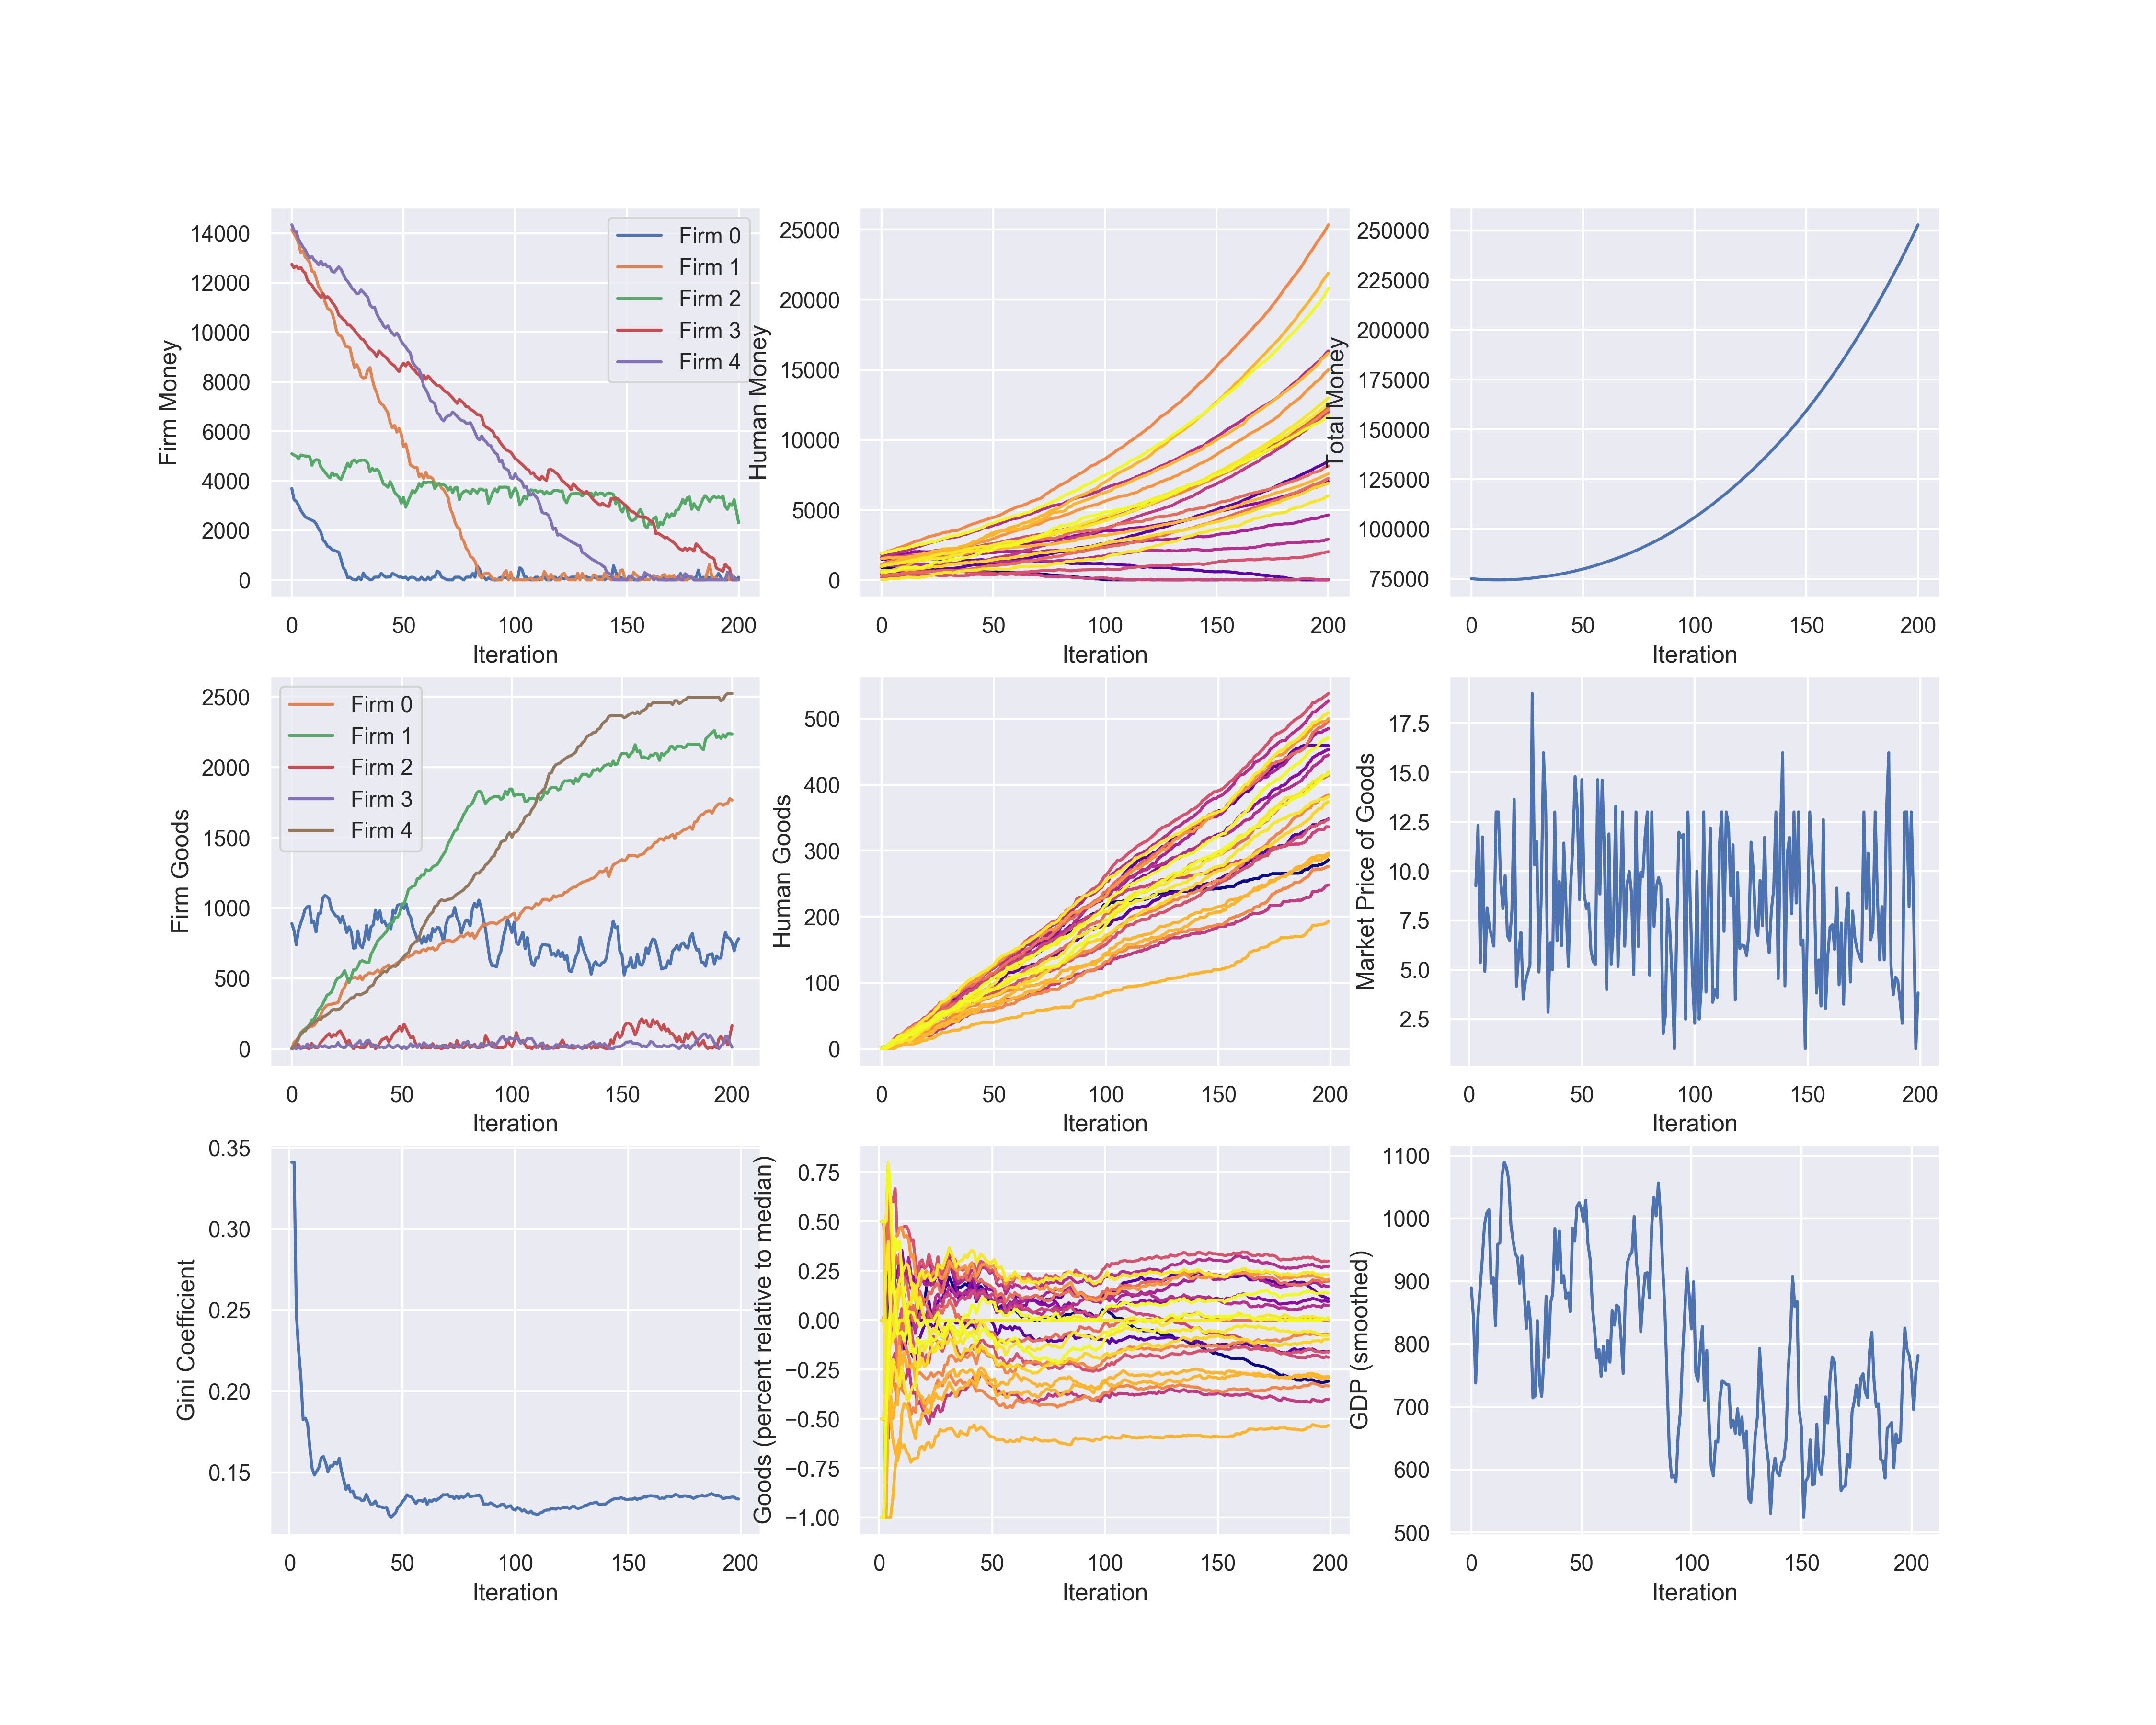 Firm Money
14000
12000
10000
8000
6000
4000
2000
0
Firm 0
Firm 1
Firm 2
Firm 3
Firm 4
0 50 100 150 200
Iteration
Human Money
25000
20000
15000
10000
5000
0
0 50 100 150 200
Iteration
Total Money
250000
225000
200000
175000
150000
125000
100000
75000
0 50 100 150 200
Iteration
Firm Goods
2500
2000
1500
1000
500
0
Firm 0
Firm 1
Firm 2
Firm 3
Firm 4
0 50 100 150 200
Iteration
Human Goods
500
400
300
200
100
0
0 50 100 150 200
Iteration
Market Price of Goods
17.5
15.0
12.5
10.0
7.5
5.0
2.5
0 50 100 150 200
Iteration
Gini Coefficient
0.35
0.30
0.25
0.20
0.15
0 50 100 150 200
Iteration
Goods (percent relative to median)
0.75
0.50
0.25
0.00
−0.25
−0.50
−0.75
−1.00
0 50 100 150 200
Iteration
GDP (smoothed)
1100
1000
900
800
700
600
500
0 50 100 150 200
Iteration